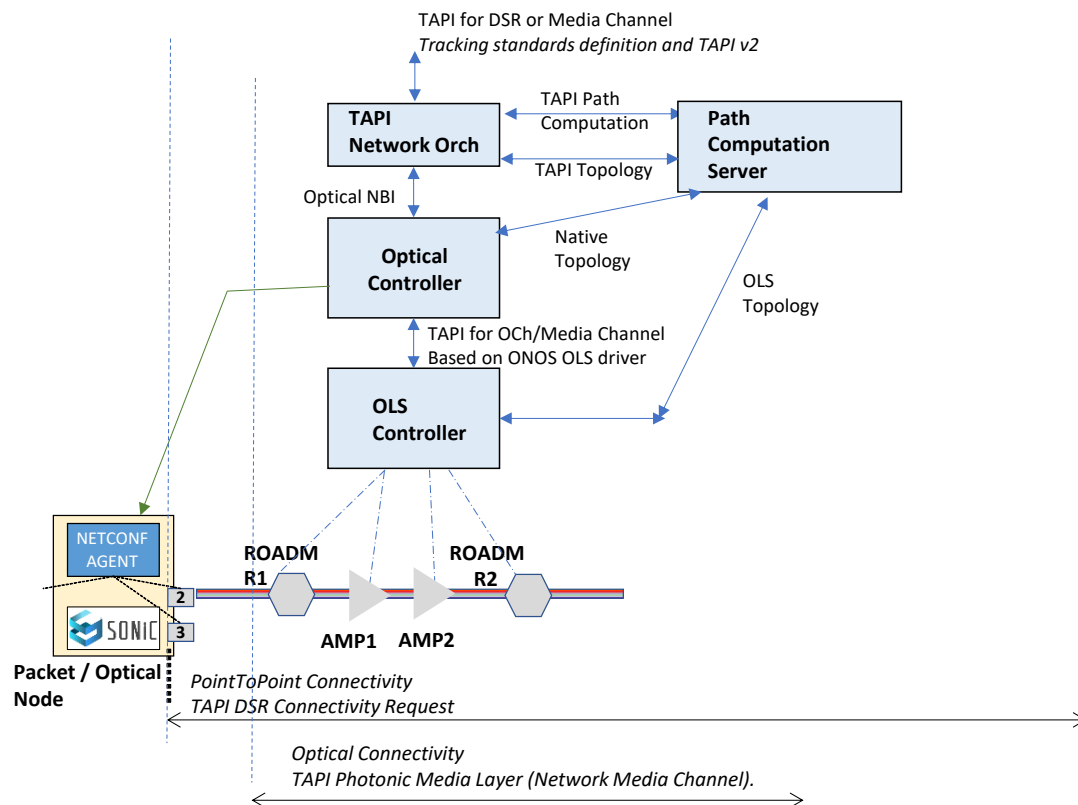 TAPI for DSR or Media Channel
Tracking standards definition and TAPI v2
TAPI
Network Orch
TAPI Path
Computation
TAPI Topology
Path
Computation
Server
Optical NBI
Optical
Controller
Native
Topology
OLS
Topology
TAPI for OCh/Media Channel
Based on ONOS OLS driver
OLS
Controller
NETCONF
AGENT
2
3
SONiC
Packet / Optical
Node
ROADM
R1
ROADM
R2
AMP1
AMP2
PointToPoint Connectivity
TAPI DSR Connectivity Request
Optical Connectivity
TAPI Photonic Media Layer (Network Media Channel).